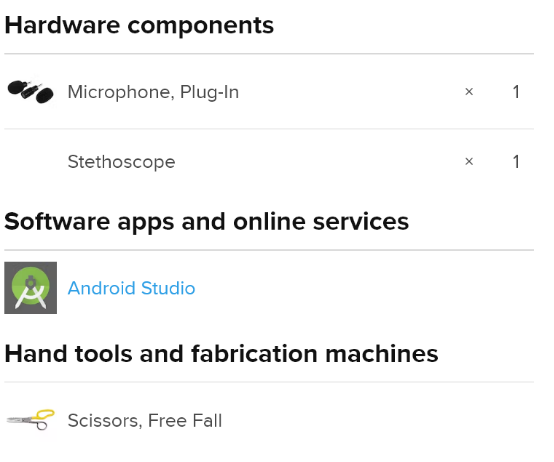 Hardware components
Microphone, Plug-In × 1
Stethoscope × 1
Software apps and online services
Android Studio
Hand tools and fabrication machines
Scissors, Free Fall